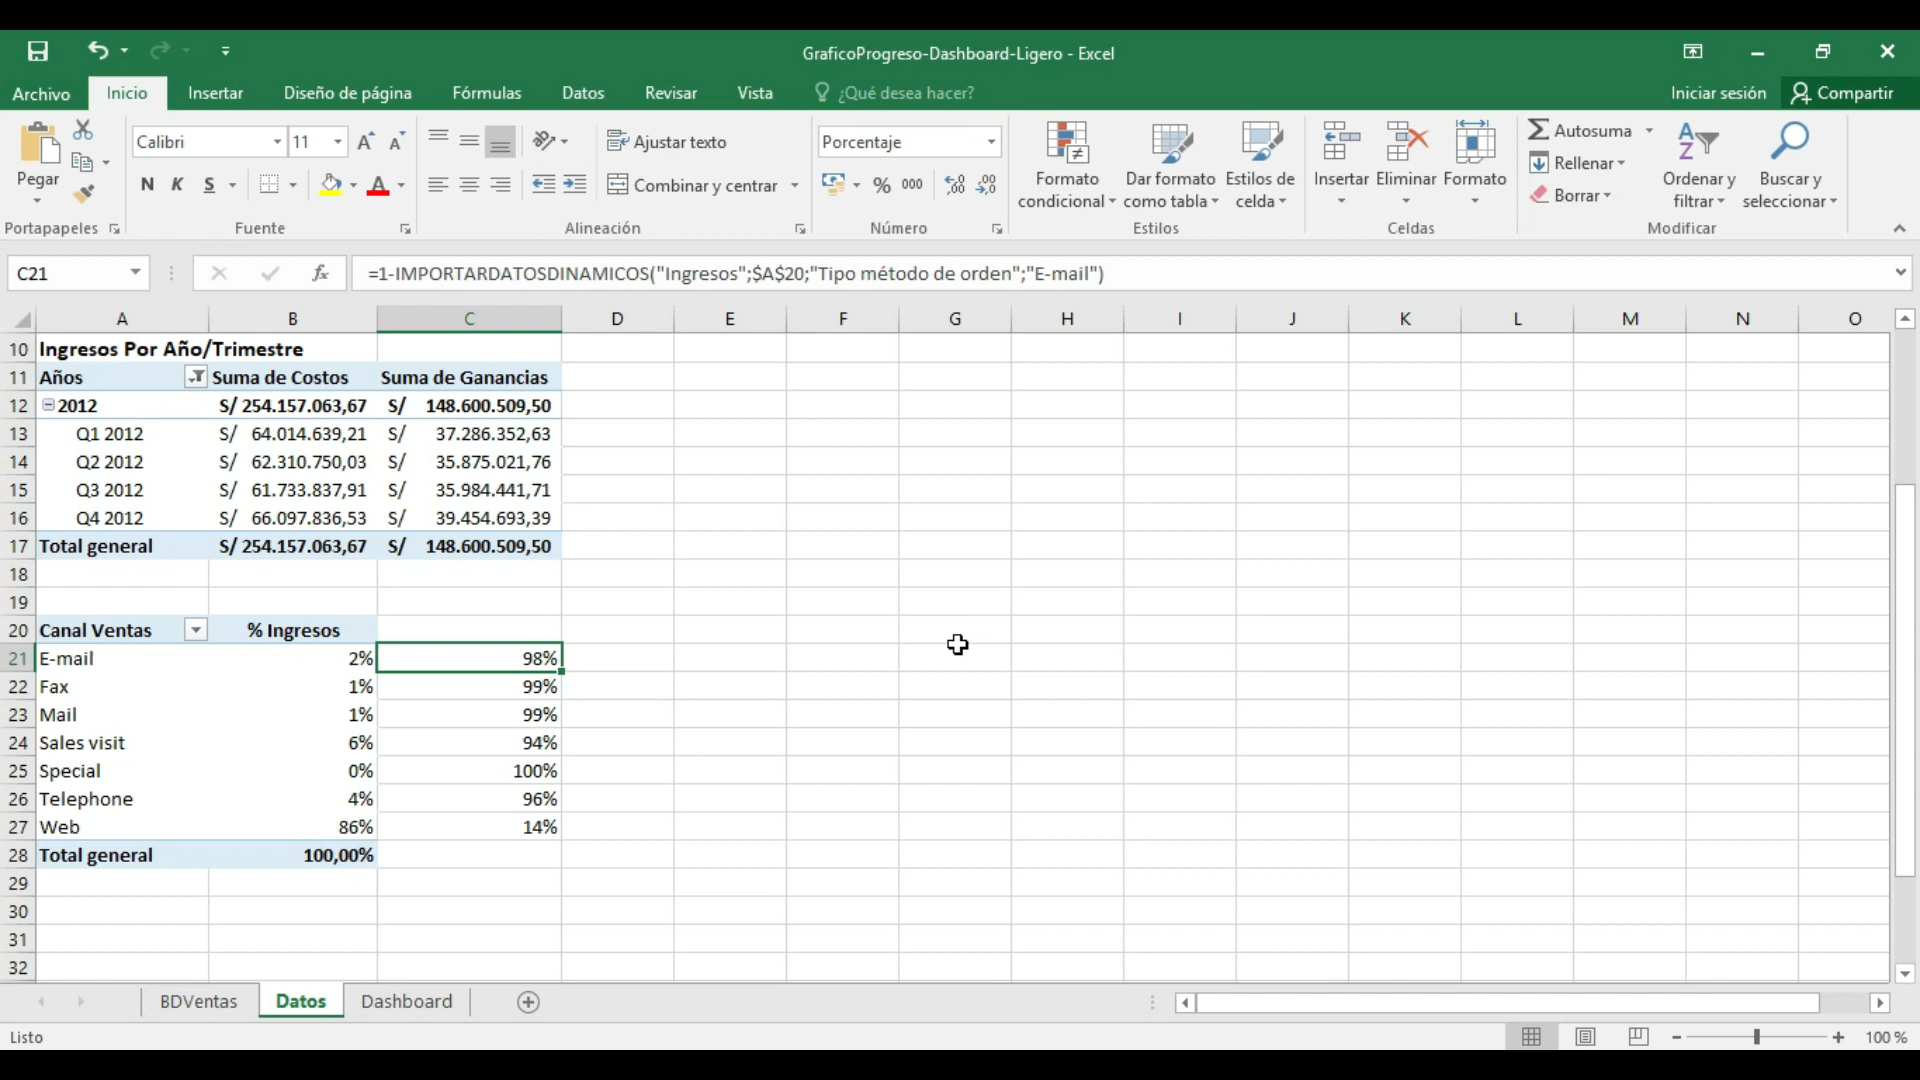 GraficoProgreso-Dashboard-Ligero - Excel
Archivo Inicio Insertar Diseño de página Fórmulas Datos Revisar Vista ¿Qué desea hacer? Iniciar sesión Compartir
Pegar
Portapapeles
Calibri 11
N K S
Fuente
Ajustar texto
Combinar y centrar
Alineación
Porcentaje
% 000
Número
Formato condicional
Dar formato como tabla
Estilos de celda
Estilos
Insertar Eliminar Formato
Celdas
Autosuma
Rellenar
Borrar
Ordenar y filtrar
Buscar y seleccionar
Modificar
C21 fx =1-IMPORTARDATOSDINAMICOS("Ingresos";$A$20;"Tipo método de orden";"E-mail")
A B C D E F G H I J K L M N O
10 Ingresos Por Año/Trimestre
11 Años Suma de Costos Suma de Ganancias
12 2012 S/ 254.157.063,67 S/ 148.600.509,50
13 Q1 2012 S/ 64.014.639,21 S/ 37.286.352,63
14 Q2 2012 S/ 62.310.750,03 S/ 35.875.021,76
15 Q3 2012 S/ 61.733.837,91 S/ 35.984.441,71
16 Q4 2012 S/ 66.097.836,53 S/ 39.454.693,39
17 Total general S/ 254.157.063,67 S/ 148.600.509,50
18
19
20 Canal Ventas % Ingresos
21 E-mail 2% 98%
22 Fax 1% 99%
23 Mail 1% 99%
24 Sales visit 6% 94%
25 Special 0% 100%
26 Telephone 4% 96%
27 Web 86% 14%
28 Total general 100,00%
29
30
31
32
BDVentas Datos Dashboard
Listo 100 %